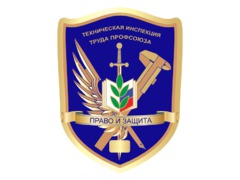 ТЕХНИЧЕСКАЯ ИНСПЕКЦИЯ
ТРУДА ПРОФСОЮЗА
ПРАВО И ЗАЩИТА